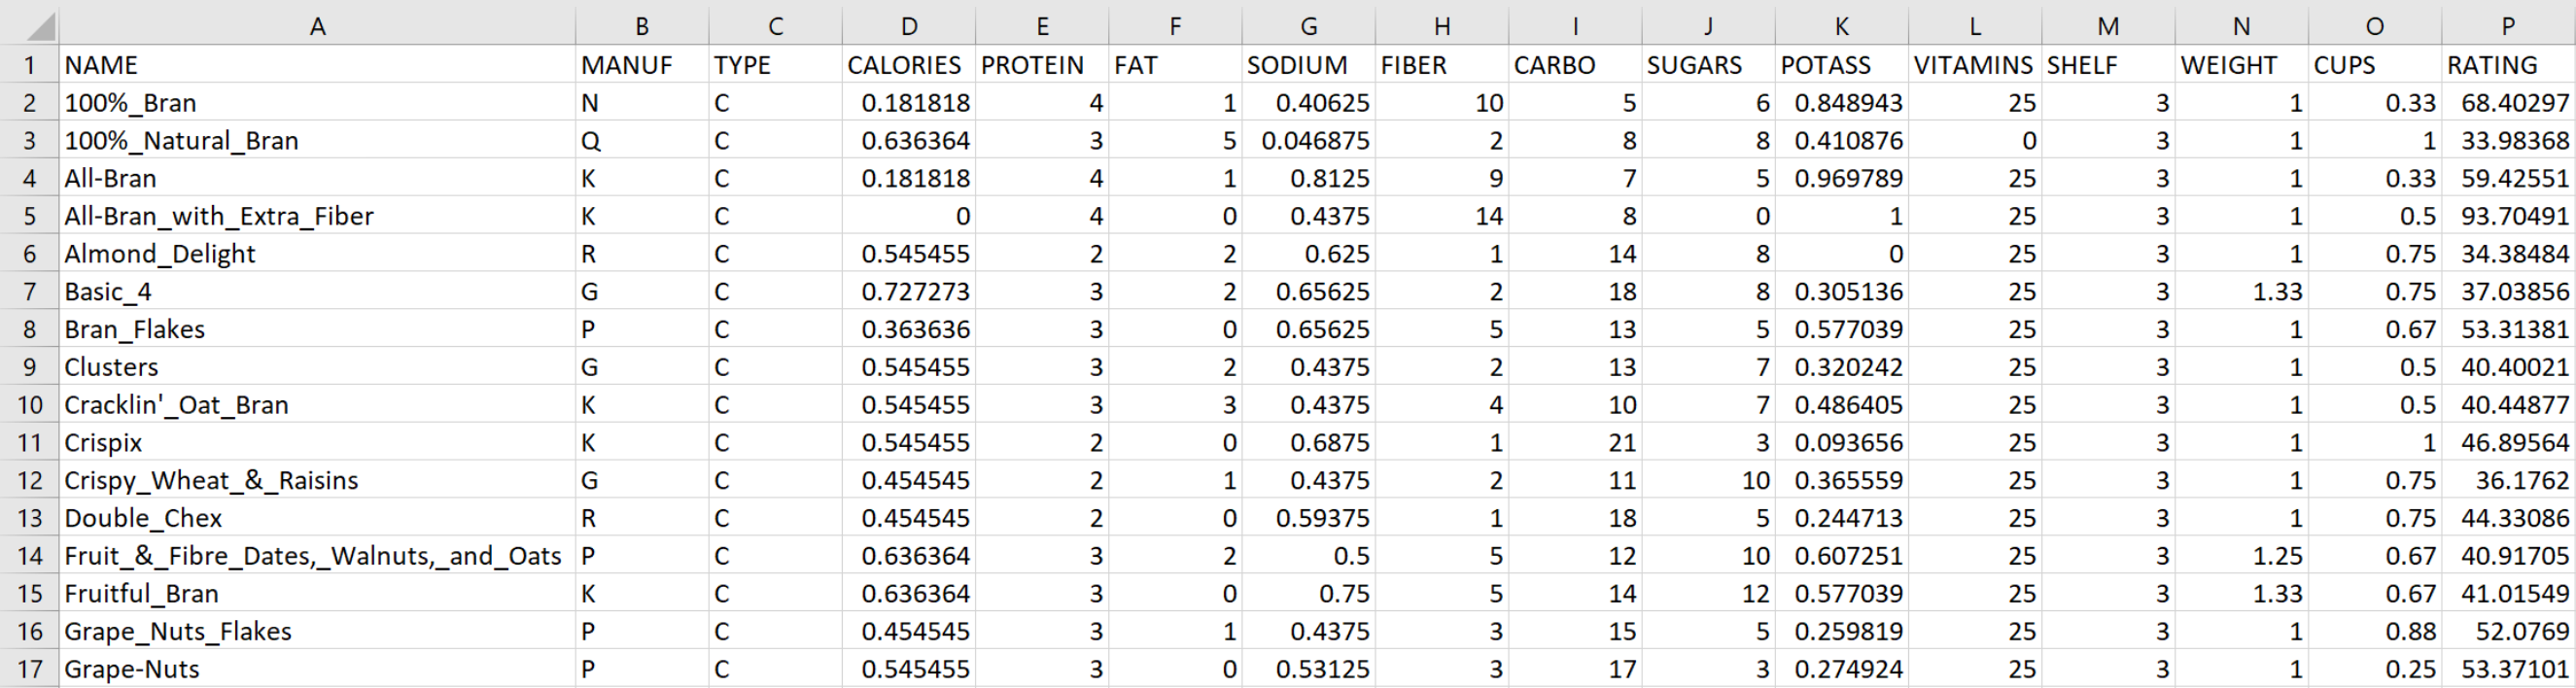 A B C D E F G H I J K L M N O P
1 NAME MANUF TYPE CALORIES PROTEIN FAT SODIUM FIBER CARBO SUGARS POTASS VITAMINS SHELF WEIGHT CUPS RATING
2 100%_Bran N C 0.181818 4 1 0.40625 10 5 6 0.848943 25 3 1 0.33 68.40297
3 100%_Natural_Bran Q C 0.636364 3 5 0.046875 2 8 8 0.410876 0 3 1 1 33.98368
4 All-Bran K C 0.181818 4 1 0.8125 9 7 5 0.969789 25 3 1 0.33 59.42551
5 All-Bran_with_Extra_Fiber K C 0 4 0 0.4375 14 8 0 1 25 3 1 0.5 93.70491
6 Almond_Delight R C 0.545455 2 2 0.625 1 14 8 0 25 3 1 0.75 34.38484
7 Basic_4 G C 0.727273 3 2 0.65625 2 18 8 0.305136 25 3 1.33 0.75 37.03856
8 Bran_Flakes P C 0.363636 3 0 0.65625 5 13 5 0.577039 25 3 1 0.67 53.31381
9 Clusters G C 0.545455 3 2 0.4375 2 13 7 0.320242 25 3 1 0.5 40.40021
10 Cracklin'_Oat_Bran K C 0.545455 3 3 0.4375 4 10 7 0.486405 25 3 1 0.5 40.44877
11 Crispix K C 0.545455 2 0 0.6875 1 21 3 0.093656 25 3 1 1 46.89564
12 Crispy_Wheat_&_Raisins G C 0.454545 2 1 0.4375 2 11 10 0.365559 25 3 1 0.75 36.1762
13 Double_Chex R C 0.454545 2 0 0.59375 1 18 5 0.244713 25 3 1 0.75 44.33086
14 Fruit_&_Fibre_Dates,_Walnuts,_and_Oats P C 0.636364 3 2 0.5 5 12 10 0.607251 25 3 1.25 0.67 40.91705
15 Fruitful_Bran K C 0.636364 3 0 0.75 5 14 12 0.577039 25 3 1.33 0.67 41.01549
16 Grape_Nuts_Flakes P C 0.454545 3 1 0.4375 3 15 5 0.259819 25 3 1 0.88 52.0769
17 Grape-Nuts P C 0.545455 3 0 0.53125 3 17 3 0.274924 25 3 1 0.25 53.37101